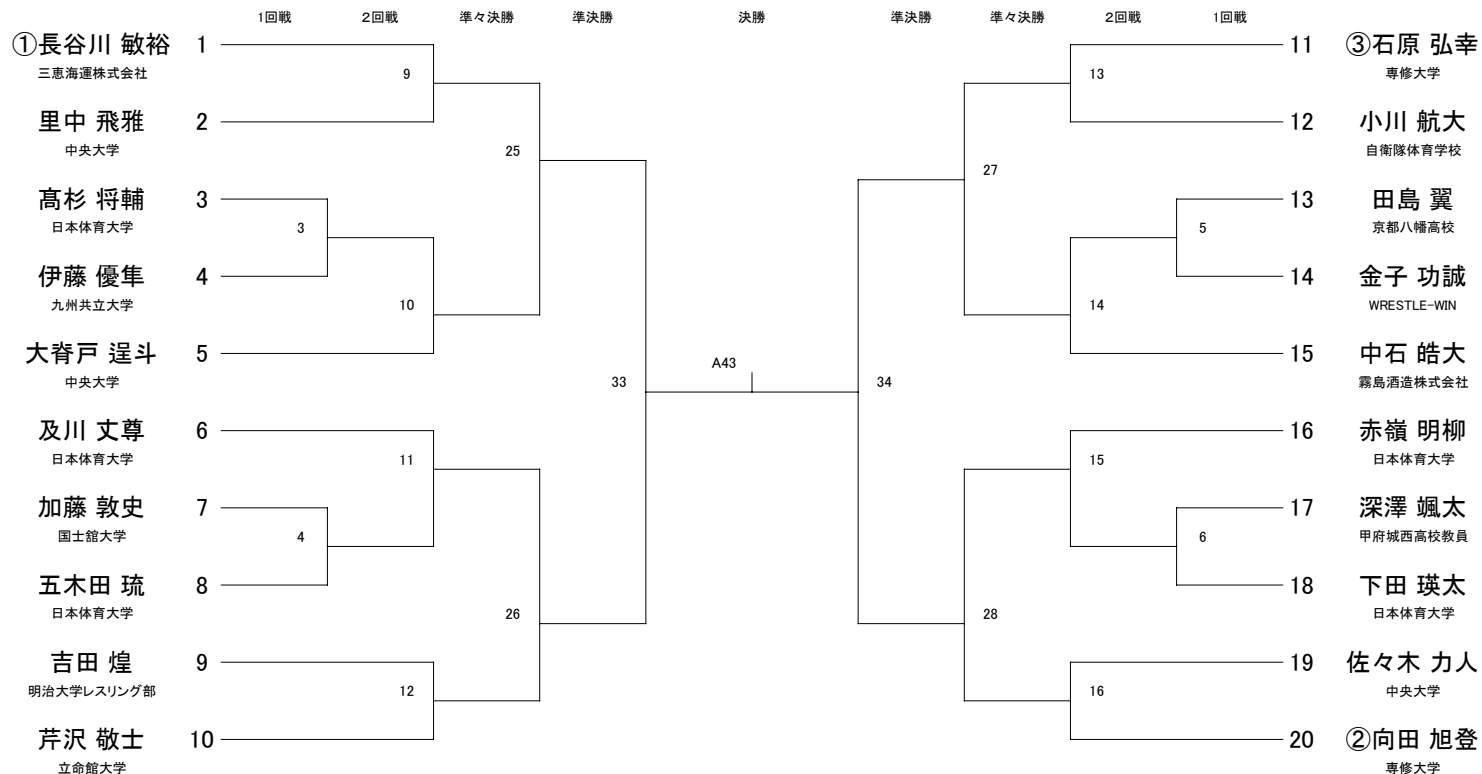 1回戦 2回戦 準々決勝 準決勝 決勝 準決勝 準々決勝 2回戦 1回戦
①長谷川 敏裕 1
三恵海運株式会社
9
里中 飛雅 2
中央大学
25
髙杉 将輔 3
日本体育大学
3
伊藤 優隼 4
九州共立大学
10
大脊戸 逞斗 5
中央大学
33
及川 丈尊 6
日本体育大学
11
加藤 敦史 7
国士舘大学
4
五木田 琉 8
日本体育大学
26
吉田 煌 9
明治大学レスリング部
12
芹沢 敬士 10
立命館大学
A43
11 ③石原 弘幸
専修大学
13
12 小川 航大
自衛隊体育学校
27
13 田島 翼
京都八幡高校
5
14 金子 功誠
WRESTLE-WIN
14
15 中石 皓大
霧島酒造株式会社
34
16 赤嶺 明柳
日本体育大学
15
17 深澤 颯太
甲府城西高校教員
6
18 下田 瑛太
日本体育大学
28
19 佐々木 力人
中央大学
16
20 ②向田 旭登
専修大学